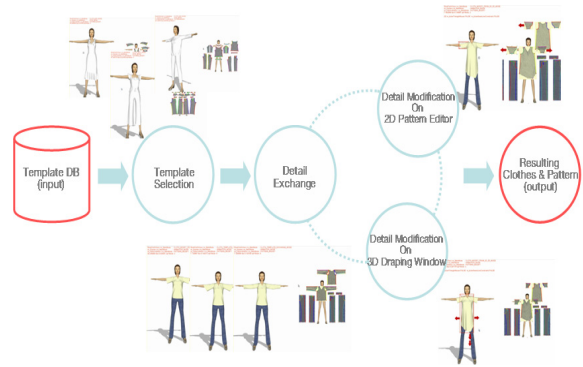 Template DB
(input)
Template
Selection
Detail
Exchange
Detail Modification
On
2D Pattern Editor
Detail Modification
On
3D Draping Window
Resulting
Clothes & Pattern
(output)